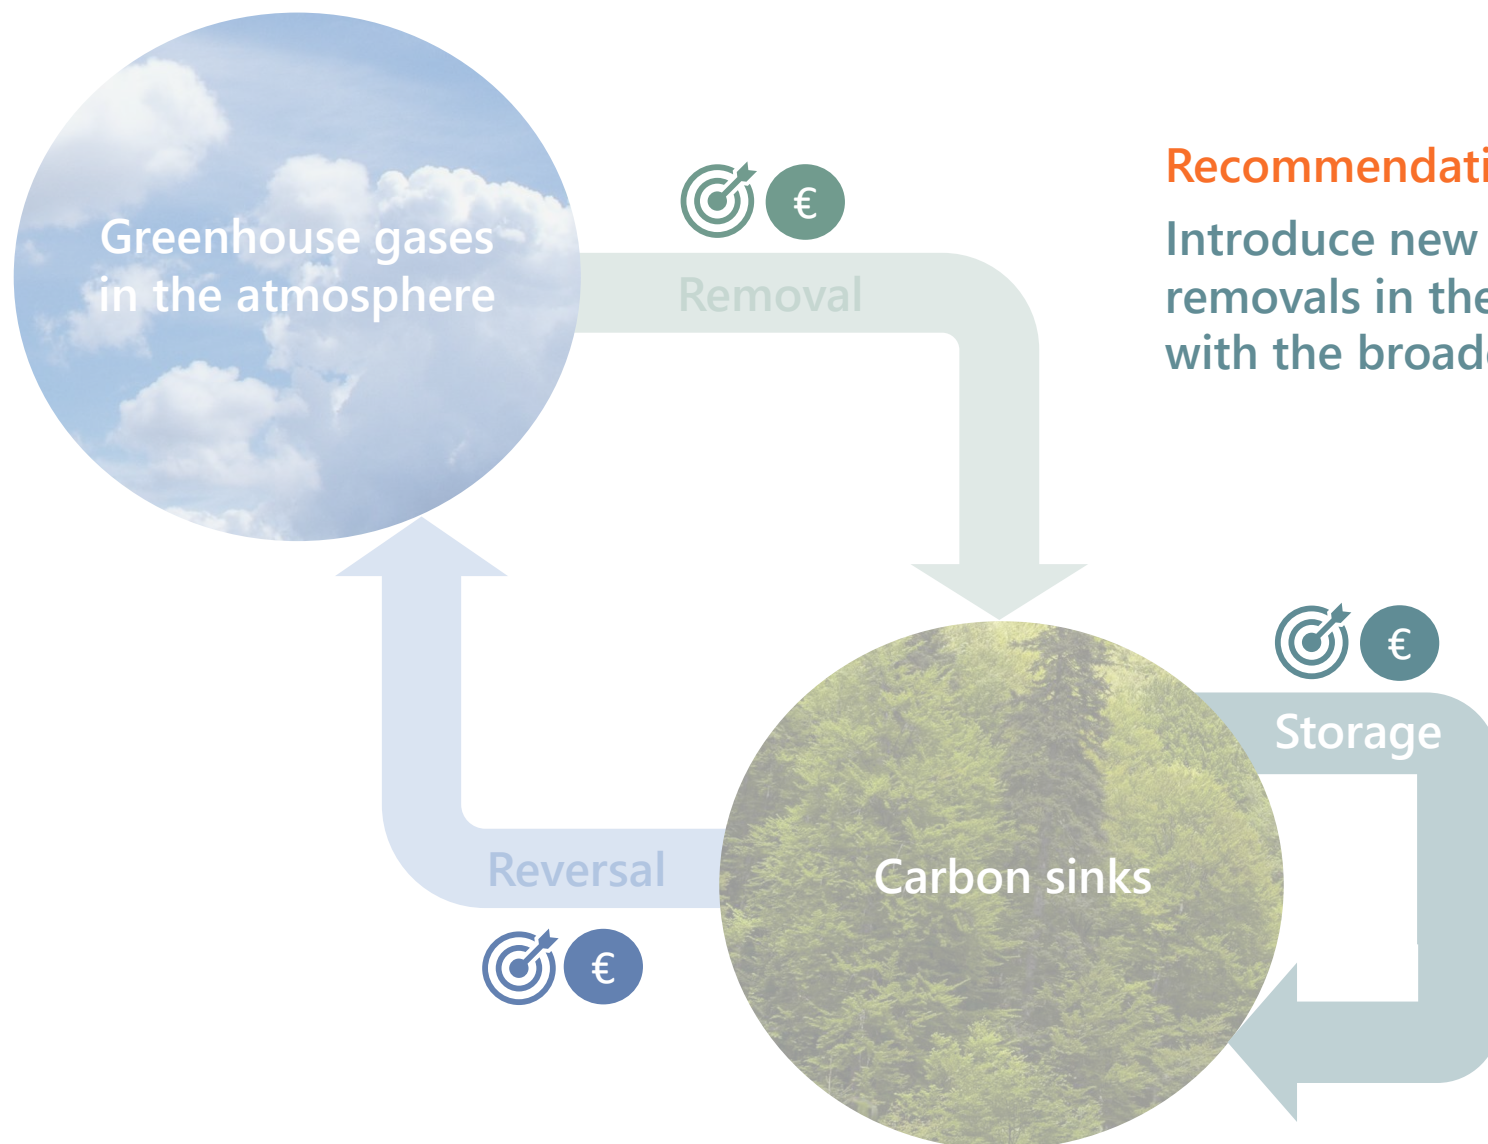 Greenhouse gases
in the atmosphere
€
Removal
Recommendati
Introduce new
removals in the
with the broad
€
Storage
Carbon sinks
Reversal
€